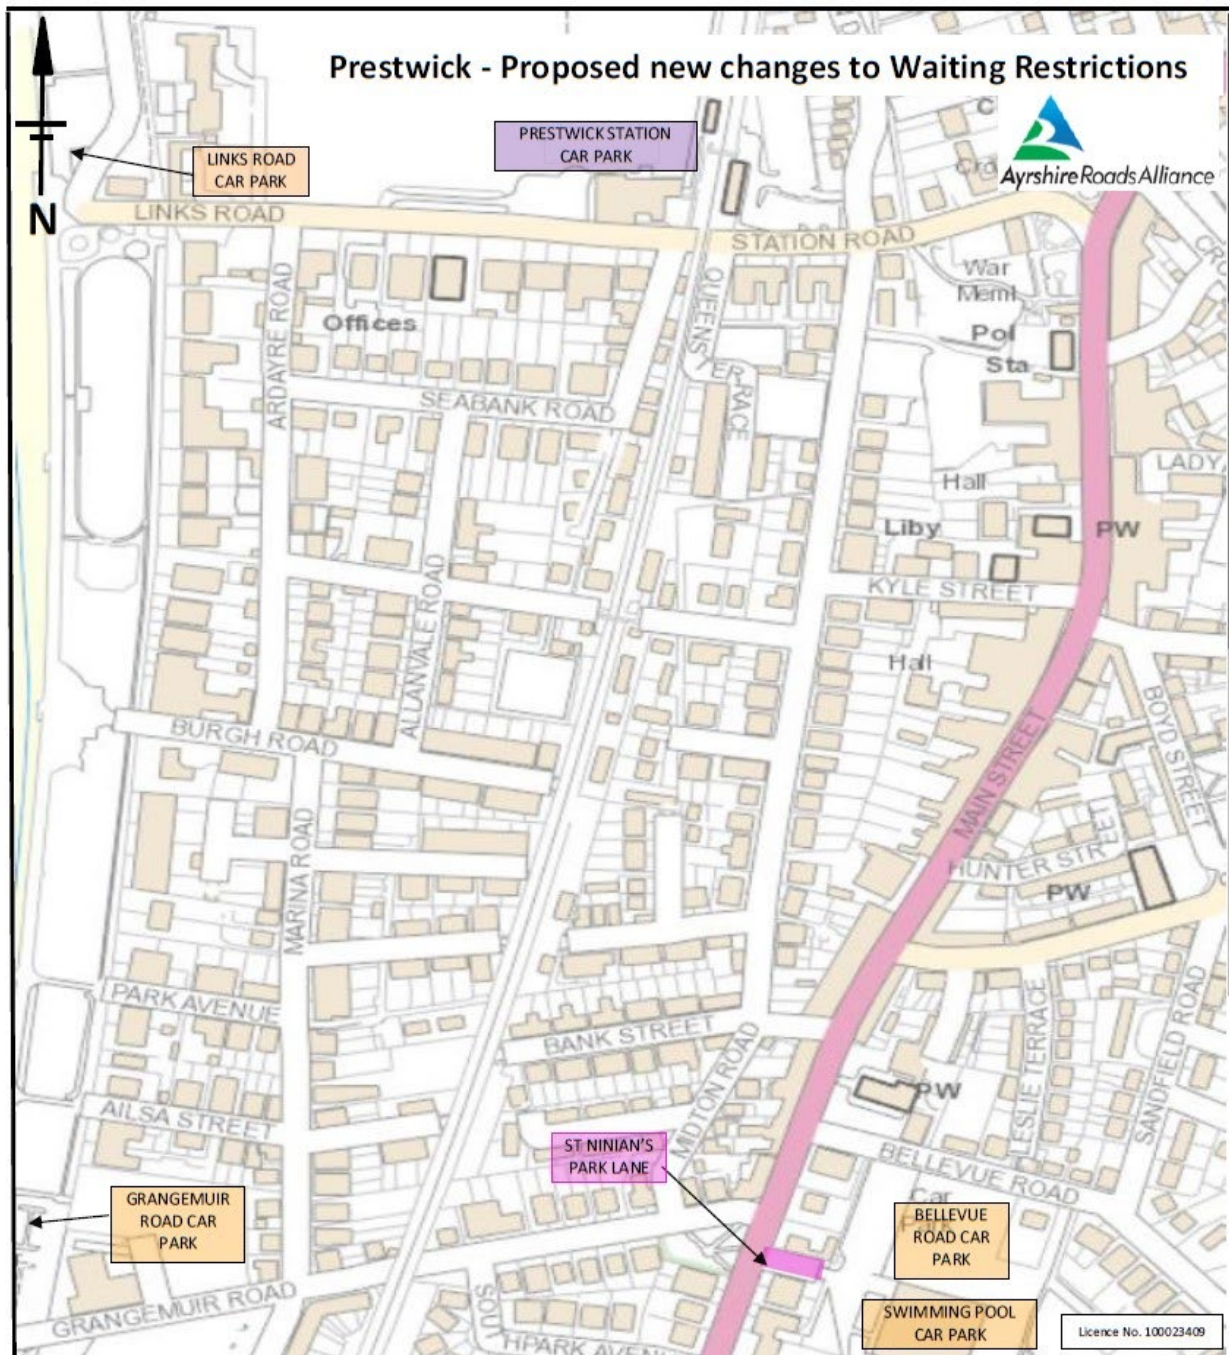 Prestwick - Proposed new changes to Waiting Restrictions
Ayrshire Roads Alliance
N
LINKS ROAD
CAR PARK
PRESTWICK STATION
CAR PARK
LINKS ROAD
STATION ROAD
War
Meml
Pol
Sta
Offices
ARDAYRE ROAD
QUEENS TERRACE
SEABANK ROAD
LADY
Hall
Liby
PW
KYLE STREET
ALLANVALE ROAD
Hall
BURGH ROAD
BOYD STREET
MAIN STREET
MARNA ROAD
HUNTER STREET
PW
PARK AVENUE
BANK STREET
MIDTON ROAD
LESLIE TERRACE
SANDFIELD ROAD
PW
AILSA STREET
ST NINIAN'S
PARK LANE
BELLEVUE ROAD
GRANGEMUIR
ROAD CAR
PARK
Car
Park
BELLEVUE
ROAD CAR
PARK
GRANGEMUIR ROAD
SOUTHPARK AVENU
SWIMMING POOL
CAR PARK
Licence No. 100023409